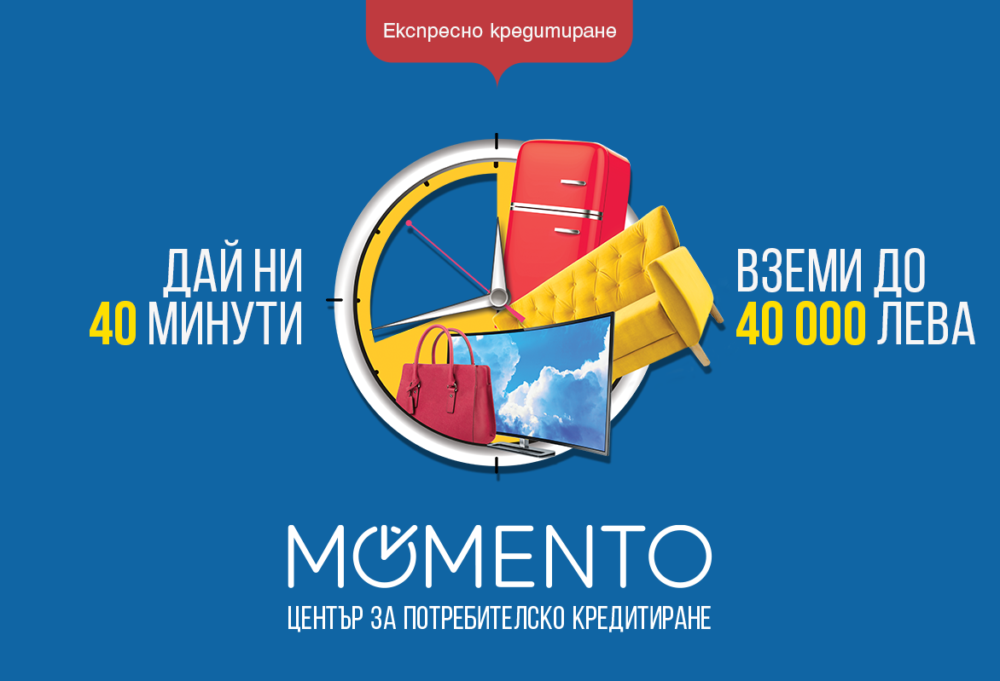 Експресно кредитиране
ДАЙ НИ
40 МИНУТИ
ВЗЕМИ ДО
40 000 ЛЕВА
MOMENTO
ЦЕНТЪР ЗА ПОТРЕБИТЕЛСКО КРЕДИТИРАНЕ